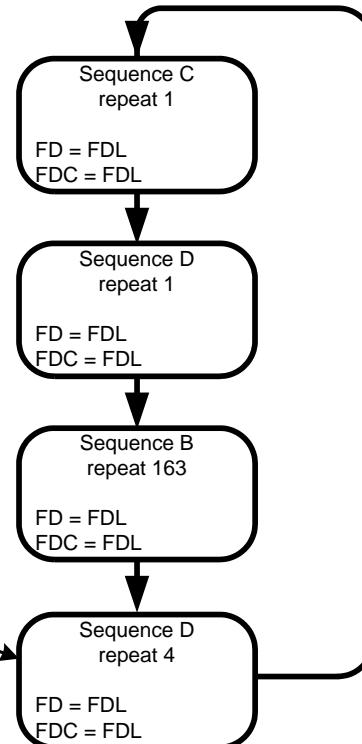 Sequence C
repeat 1
FD = FDL
FDC = FDL
Sequence D
repeat 1
FD = FDL
FDC = FDL
Sequence B
repeat 163
FD = FDL
FDC = FDL
Sequence D
repeat 4
FD = FDL
FDC = FDL